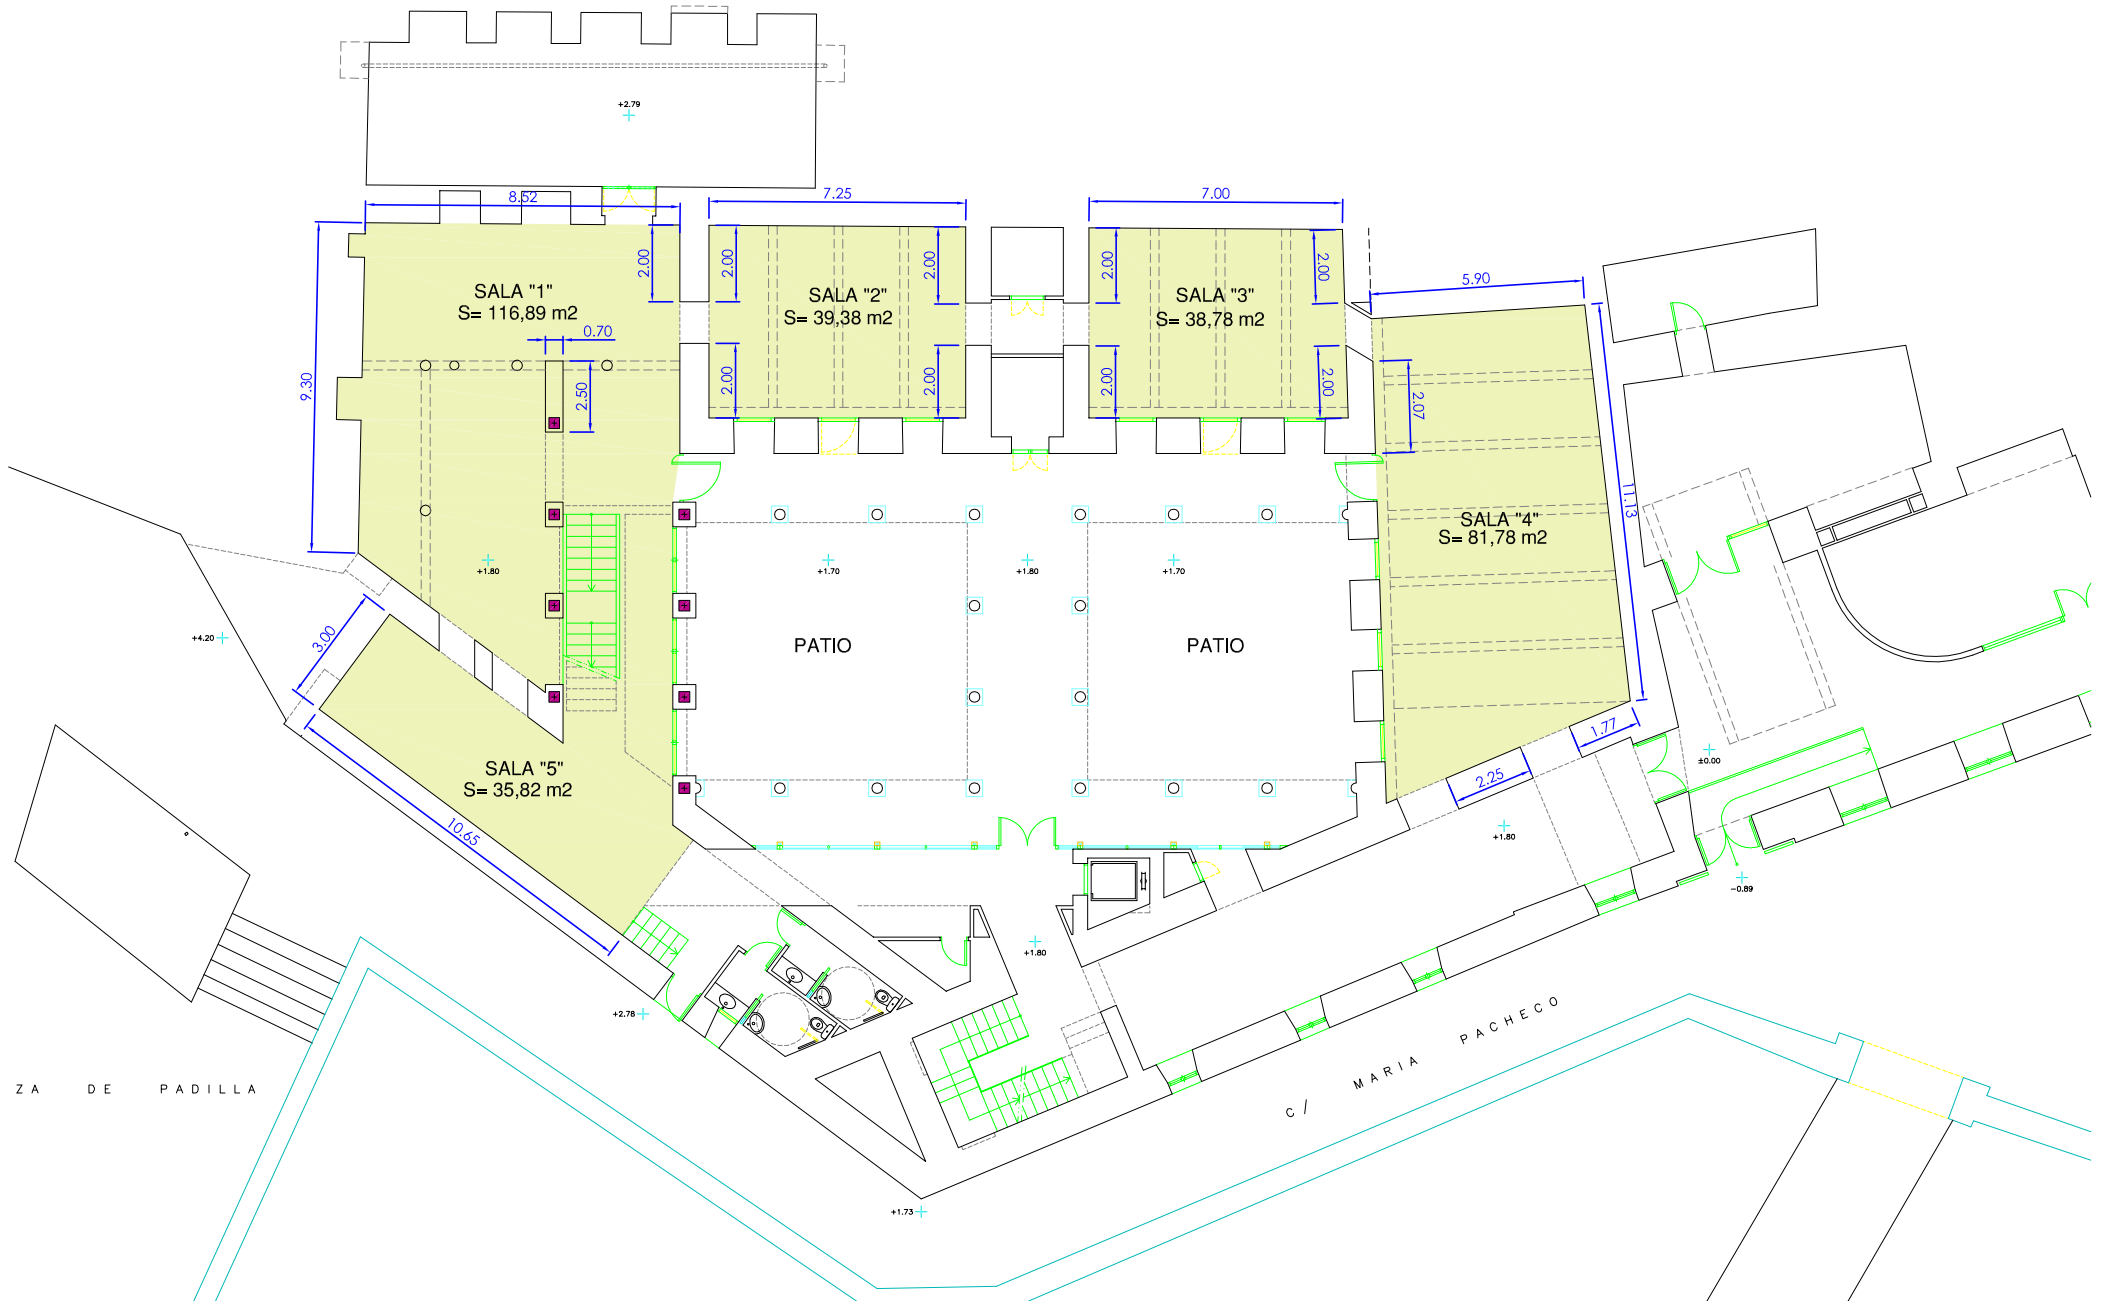 +2.79
8.52
7.25
7.00
2.00
2.00
2.00
2.00
2.00
5.90
SALA "1"
S= 116,89 m2
SALA "2"
S= 39,38 m2
SALA "3"
S= 38,78 m2
0.70
9.30
2.50
2.00
2.00
2.00
2.00
2.07
11.13
SALA "4"
S= 81,78 m2
+1.80
+1.70
+1.80
+1.70
+4.20
3.00
PATIO
PATIO
1.77
±0.00
SALA "5"
S= 35,82 m2
2.25
10.65
+1.80
-0.89
+1.80
+2.78
ZA DE PADILLA
c/ MARIA PACHECO
+1.73